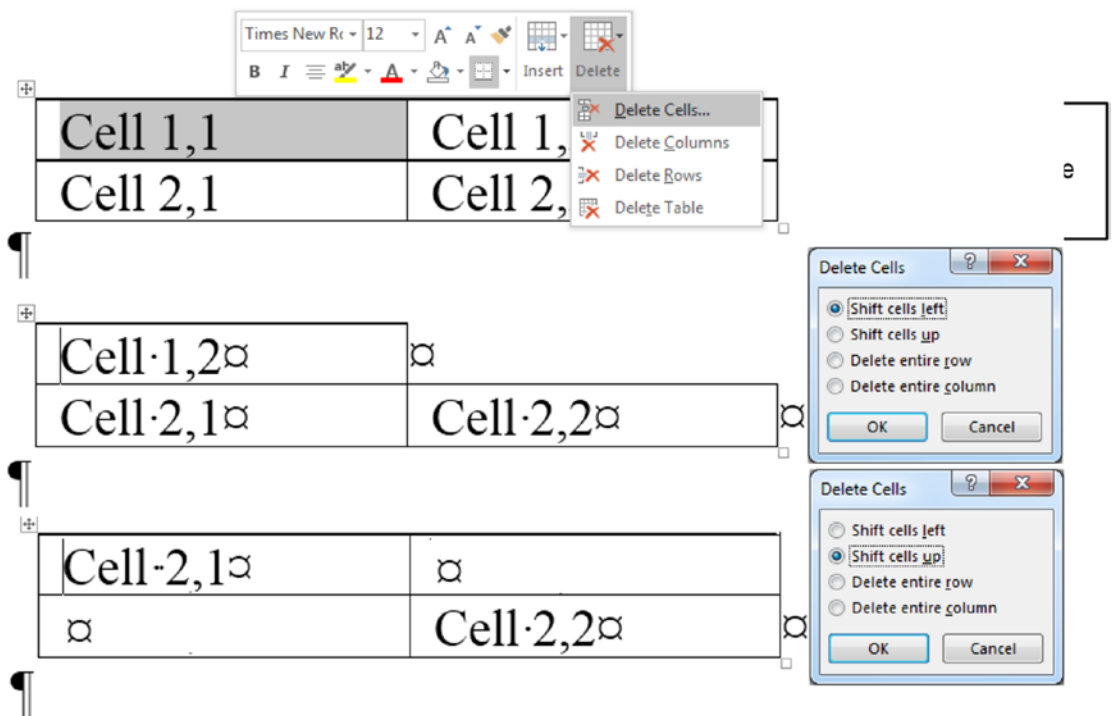 Times New Ro 12 A A
B I ab A Insert Delete
Cell 1,1 Cell 1,
Cell 2,1 Cell 2,
Delete Cells...
Delete Columns
Delete Rows
Delete Table
e
¶
Cell·1,2¤ ¤
Cell·2,1¤ Cell·2,2¤ ¤
¶
Delete Cells
Shift cells left
Shift cells up
Delete entire row
Delete entire column
OK Cancel
Cell·2,1¤ ¤
¤ Cell·2,2¤ ¤
¶
Delete Cells
Shift cells left
Shift cells up
Delete entire row
Delete entire column
OK Cancel